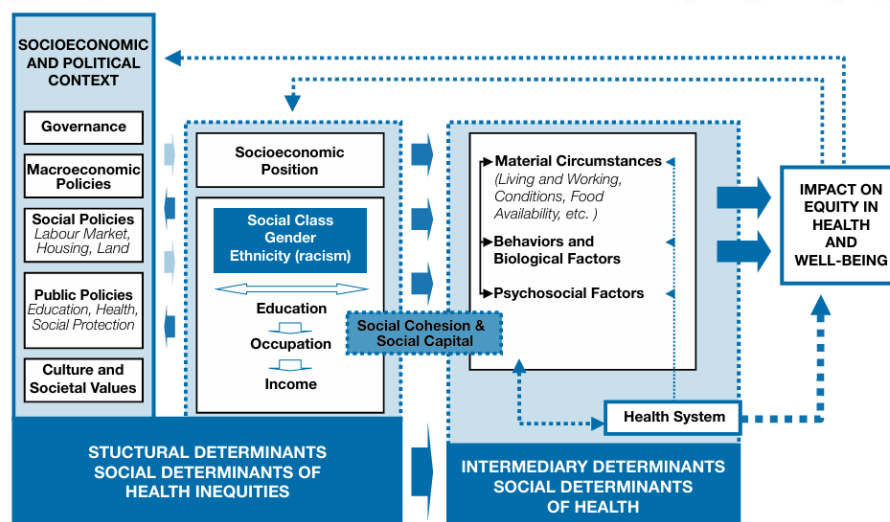 SOCIOECONOMIC
AND POLITICAL
CONTEXT
Governance
Macroeconomic
Policies
Social Policies
Labour Market,
Housing, Land
Public Policies
Education, Health,
Social Protection
Culture and
Societal Values
Socioeconomic
Position
Social Class
Gender
Ethnicity (racism)
Education
Occupation
Income
Social Cohesion &
Social Capital
Material Circumstances
(Living and Working,
Conditions, Food
Availability, etc. )
Behaviors and
Biological Factors
Psychosocial Factors
Health System
IMPACT ON
EQUITY IN
HEALTH
AND
WELL-BEING
STUCTURAL DETERMINANTS
SOCIAL DETERMINANTS OF
HEALTH INEQUITIES
INTERMEDIARY DETERMINANTS
SOCIAL DETERMINANTS
OF HEALTH